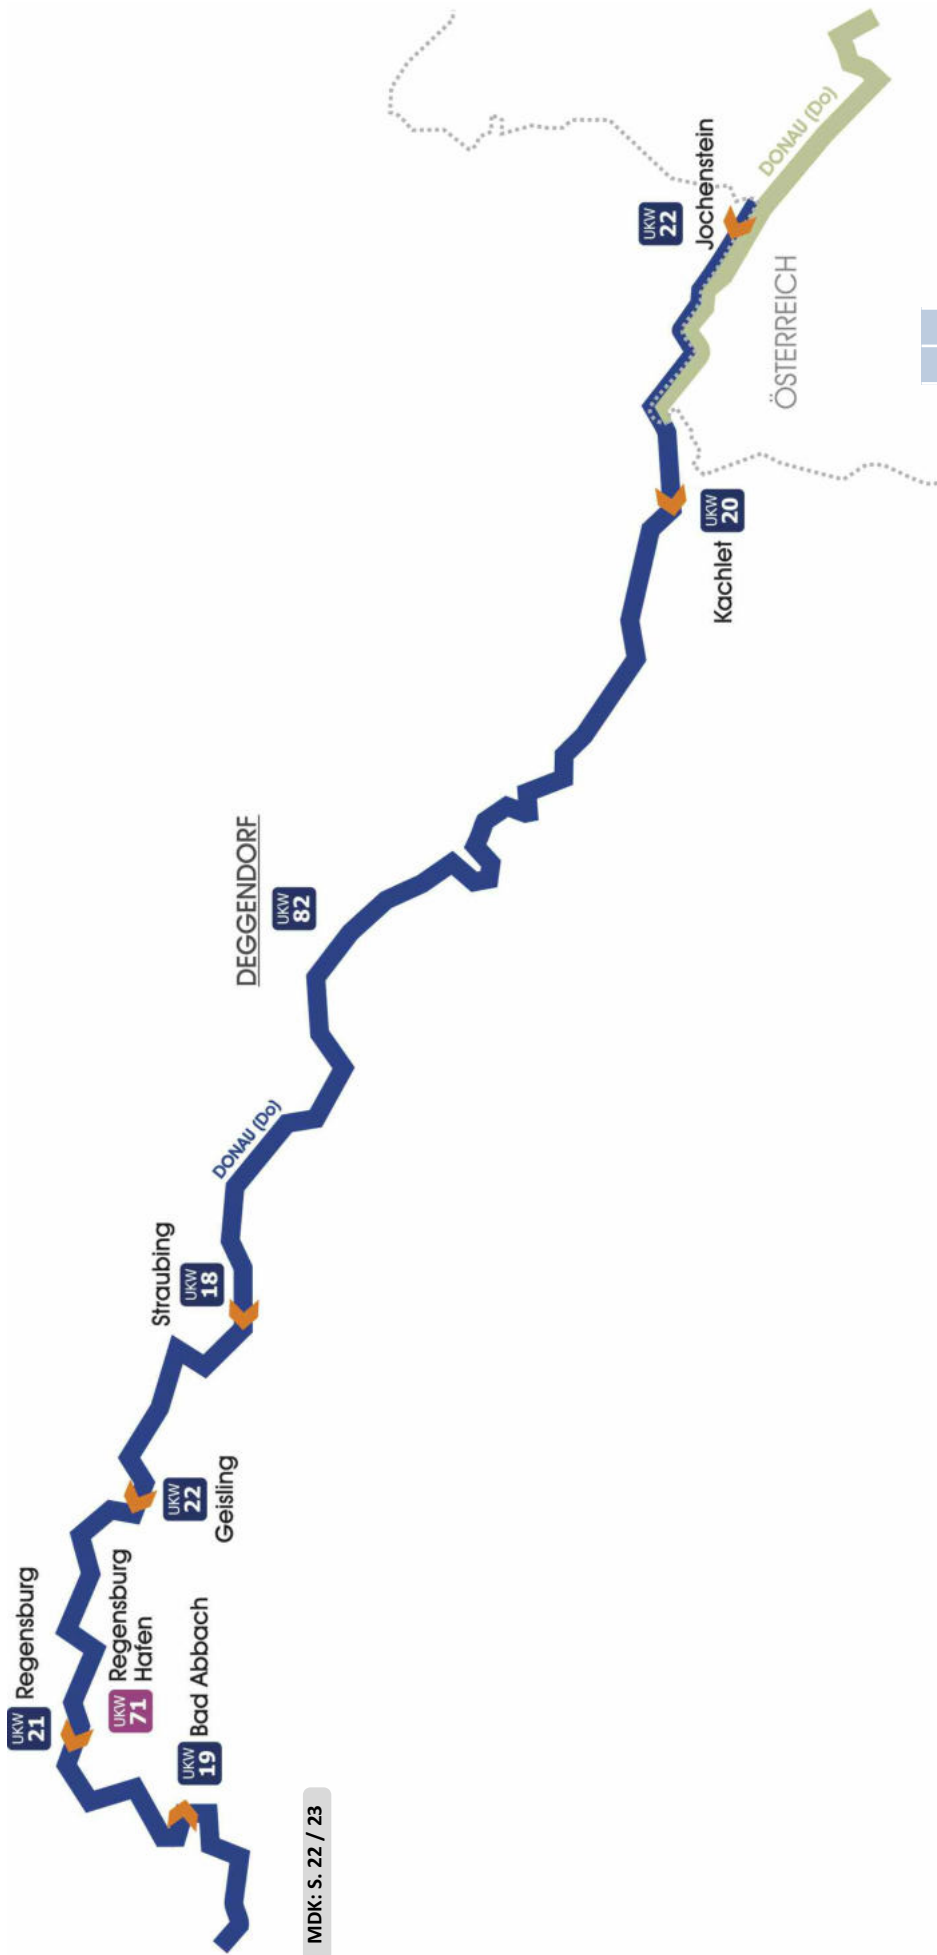 UKW
21
Regensburg
UKW
71
Regensburg
Hafen
UKW
19
Bad Abbach
MDK: S. 22 / 23
UKW
22
Geisling
Straubing
UKW
18
DONAU (Do)
DEGGENDORF
UKW
82
Kachlet
UKW
20
UKW
22
Jochenstein
ÖSTERREICH
DONAU (Do)